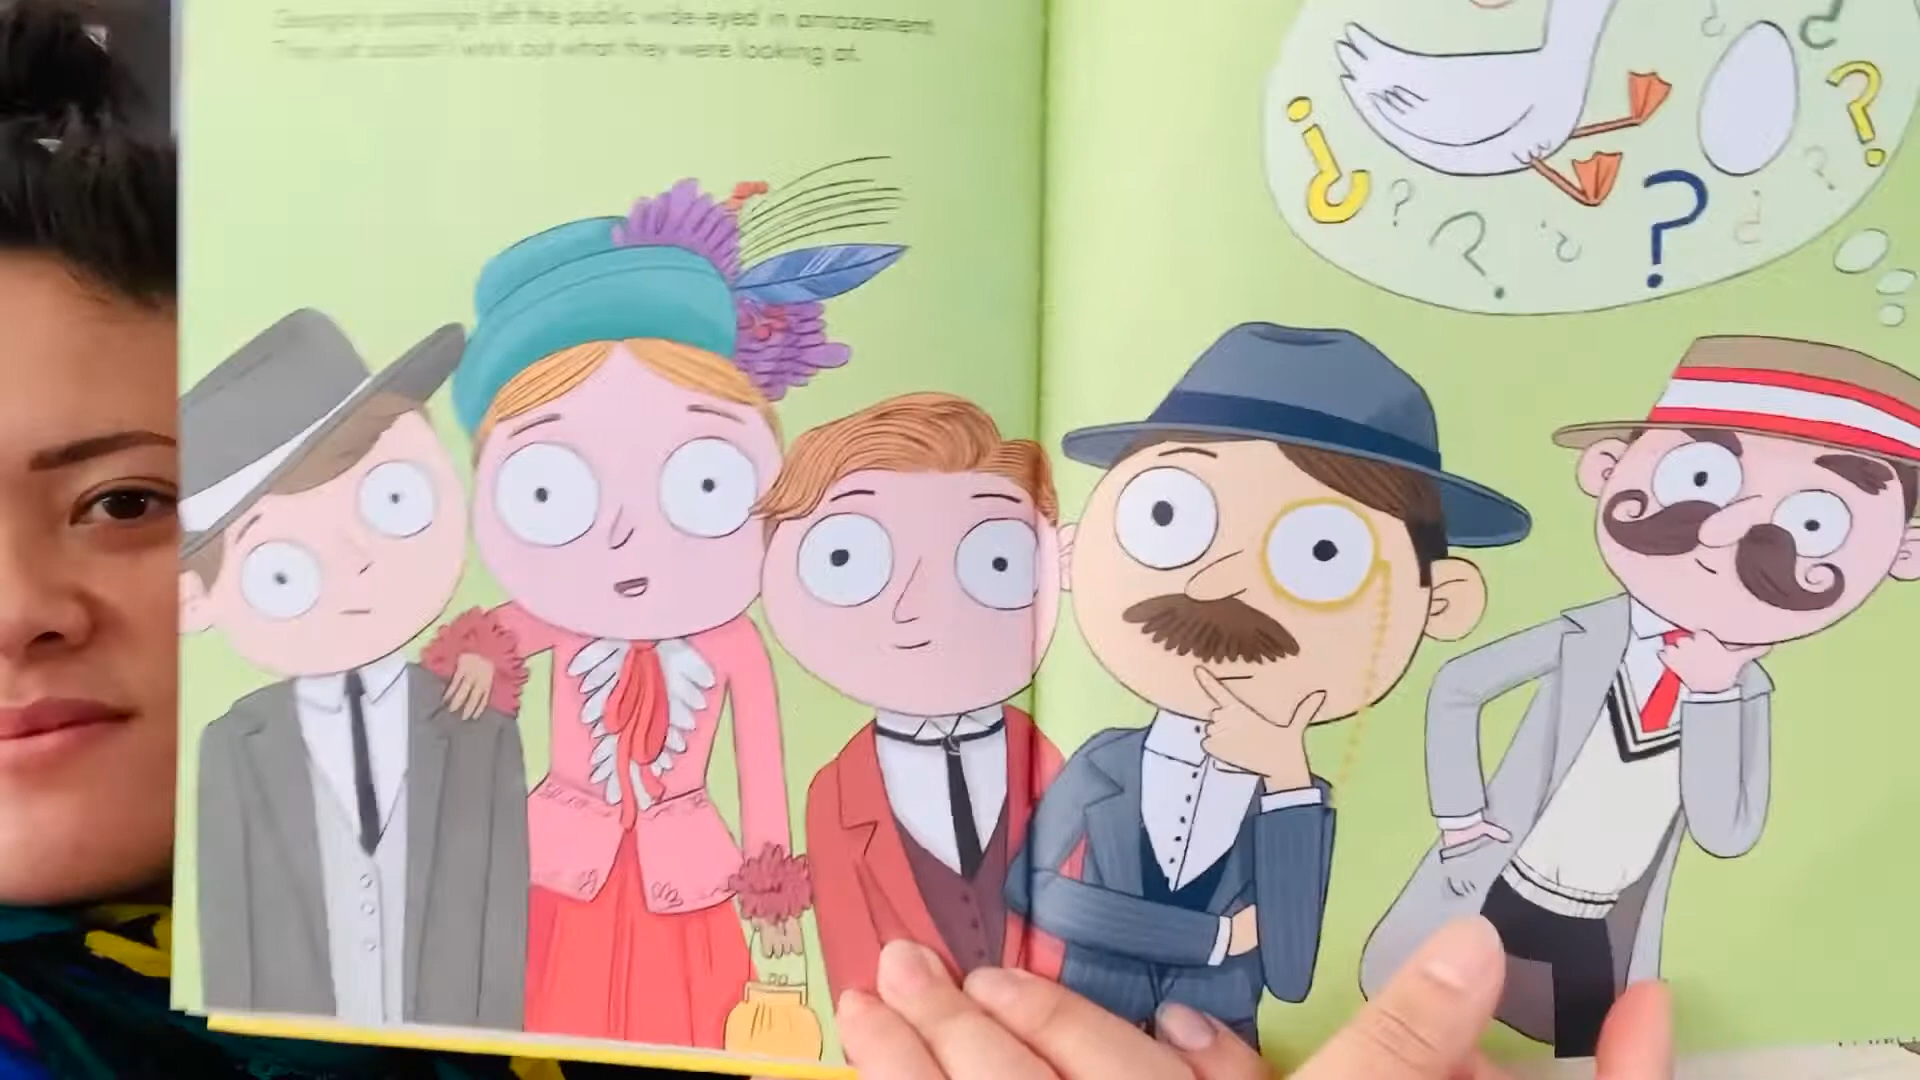 Georgia's paintings left the public wide-eyed in amazement.
They just couldn't work out what they were looking at.
? ? ? ? ? ? ?